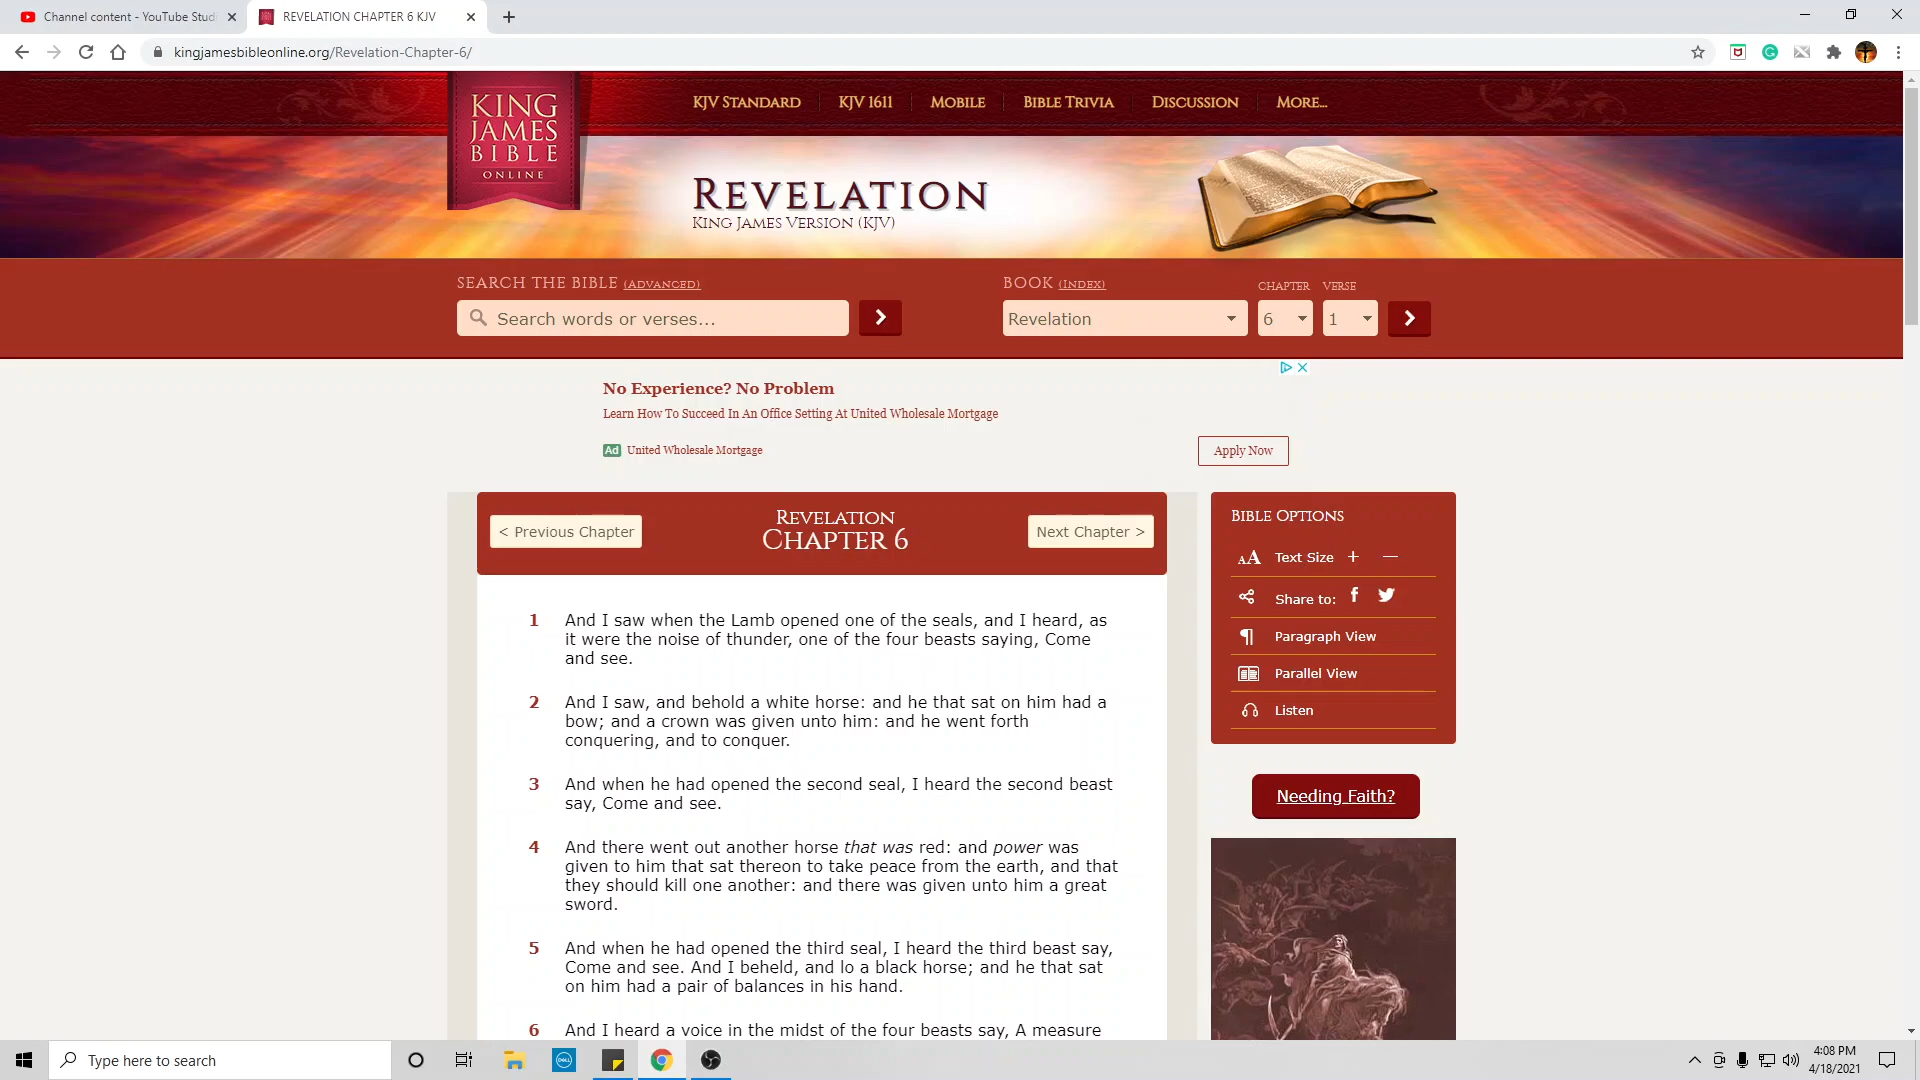 Channel content - YouTube Studi
REVELATION CHAPTER 6 KJV
kingjamesbibleonline.org/Revelation-Chapter-6/
KING
JAMES
BIBLE
ONLINE
KJV Standard
KJV 1611
Mobile
Bible Trivia
Discussion
More...
Revelation
King James Version (KJV)
SEARCH THE BIBLE (Advanced)
Search words or verses...
BOOK (Index)
CHAPTER
VERSE
Revelation
6
1
No Experience? No Problem
Learn How To Succeed In An Office Setting At United Wholesale Mortgage
Ad United Wholesale Mortgage
Apply Now
< Previous Chapter
Revelation
Chapter 6
Next Chapter >
1 And I saw when the Lamb opened one of the seals, and I heard, as
it were the noise of thunder, one of the four beasts saying, Come
and see.
2 And I saw, and behold a white horse: and he that sat on him had a
bow; and a crown was given unto him: and he went forth
conquering, and to conquer.
3 And when he had opened the second seal, I heard the second beast
say, Come and see.
4 And there went out another horse that was red: and power was
given to him that sat thereon to take peace from the earth, and that
they should kill one another: and there was given unto him a great
sword.
5 And when he had opened the third seal, I heard the third beast say,
Come and see. And I beheld, and lo a black horse; and he that sat
on him had a pair of balances in his hand.
6 And I heard a voice in the midst of the four beasts say, A measure
Bible Options
AA Text Size + —
Share to:
Paragraph View
Parallel View
Listen
Needing Faith?
Type here to search
DELL
4:08 PM
4/18/2021